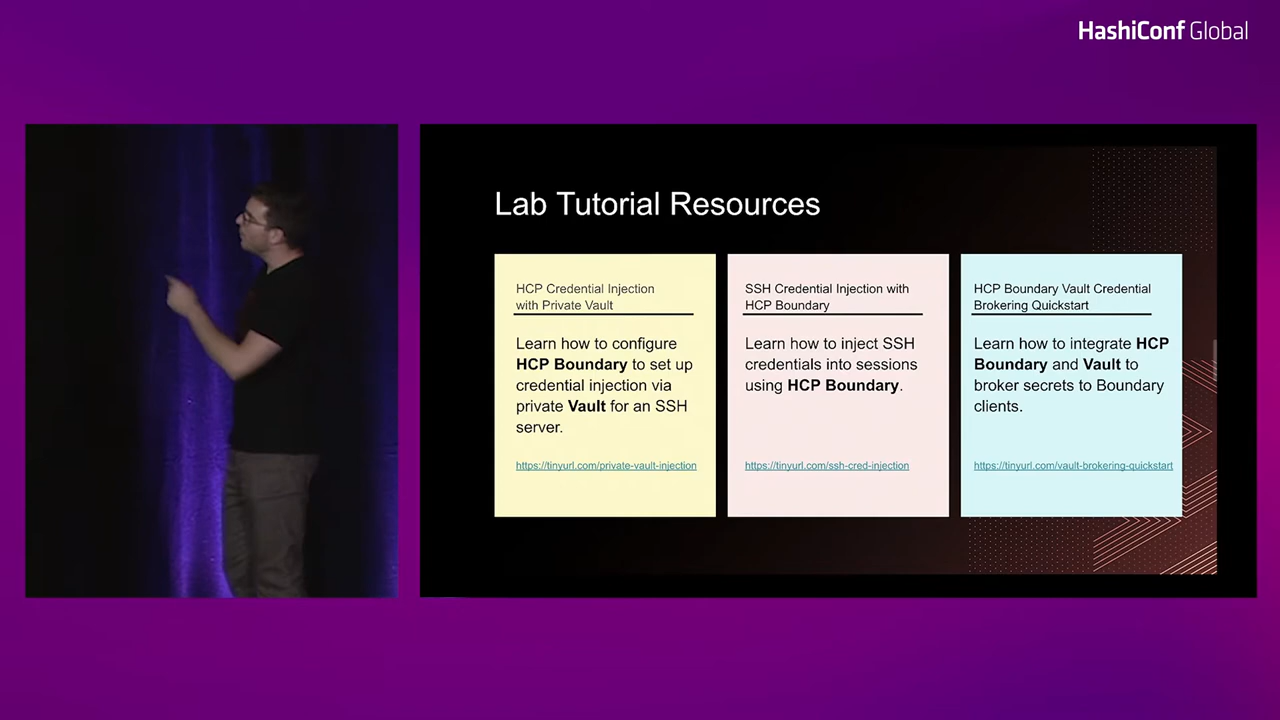 HashiConf Global
Lab Tutorial Resources
HCP Credential Injection
with Private Vault
Learn how to configure
HCP Boundary to set up
credential injection via
private Vault for an SSH
server.
https://tinyurl.com/private-vault-injection
SSH Credential Injection with
HCP Boundary
Learn how to inject SSH
credentials into sessions
using HCP Boundary.
https://tinyurl.com/ssh-cred-injection
HCP Boundary Vault Credential
Brokering Quickstart
Learn how to integrate HCP
Boundary and Vault to
broker secrets to Boundary
clients.
https://tinyurl.com/vault-brokering-quickstart